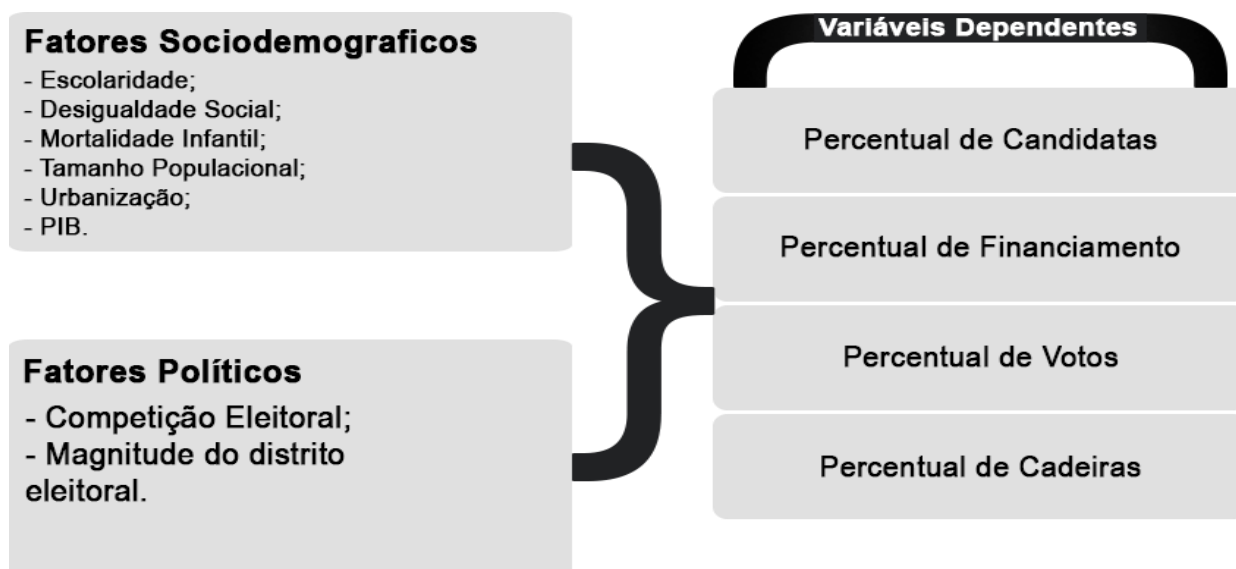 Fatores Sociodemograficos
- Escolaridade;
- Desigualdade Social;
- Mortalidade Infantil;
- Tamanho Populacional;
- Urbanização;
- PIB.
Fatores Políticos
- Competição Eleitoral;
- Magnitude do distrito
eleitoral.
Variáveis Dependentes
Percentual de Candidatas
Percentual de Financiamento
Percentual de Votos
Percentual de Cadeiras